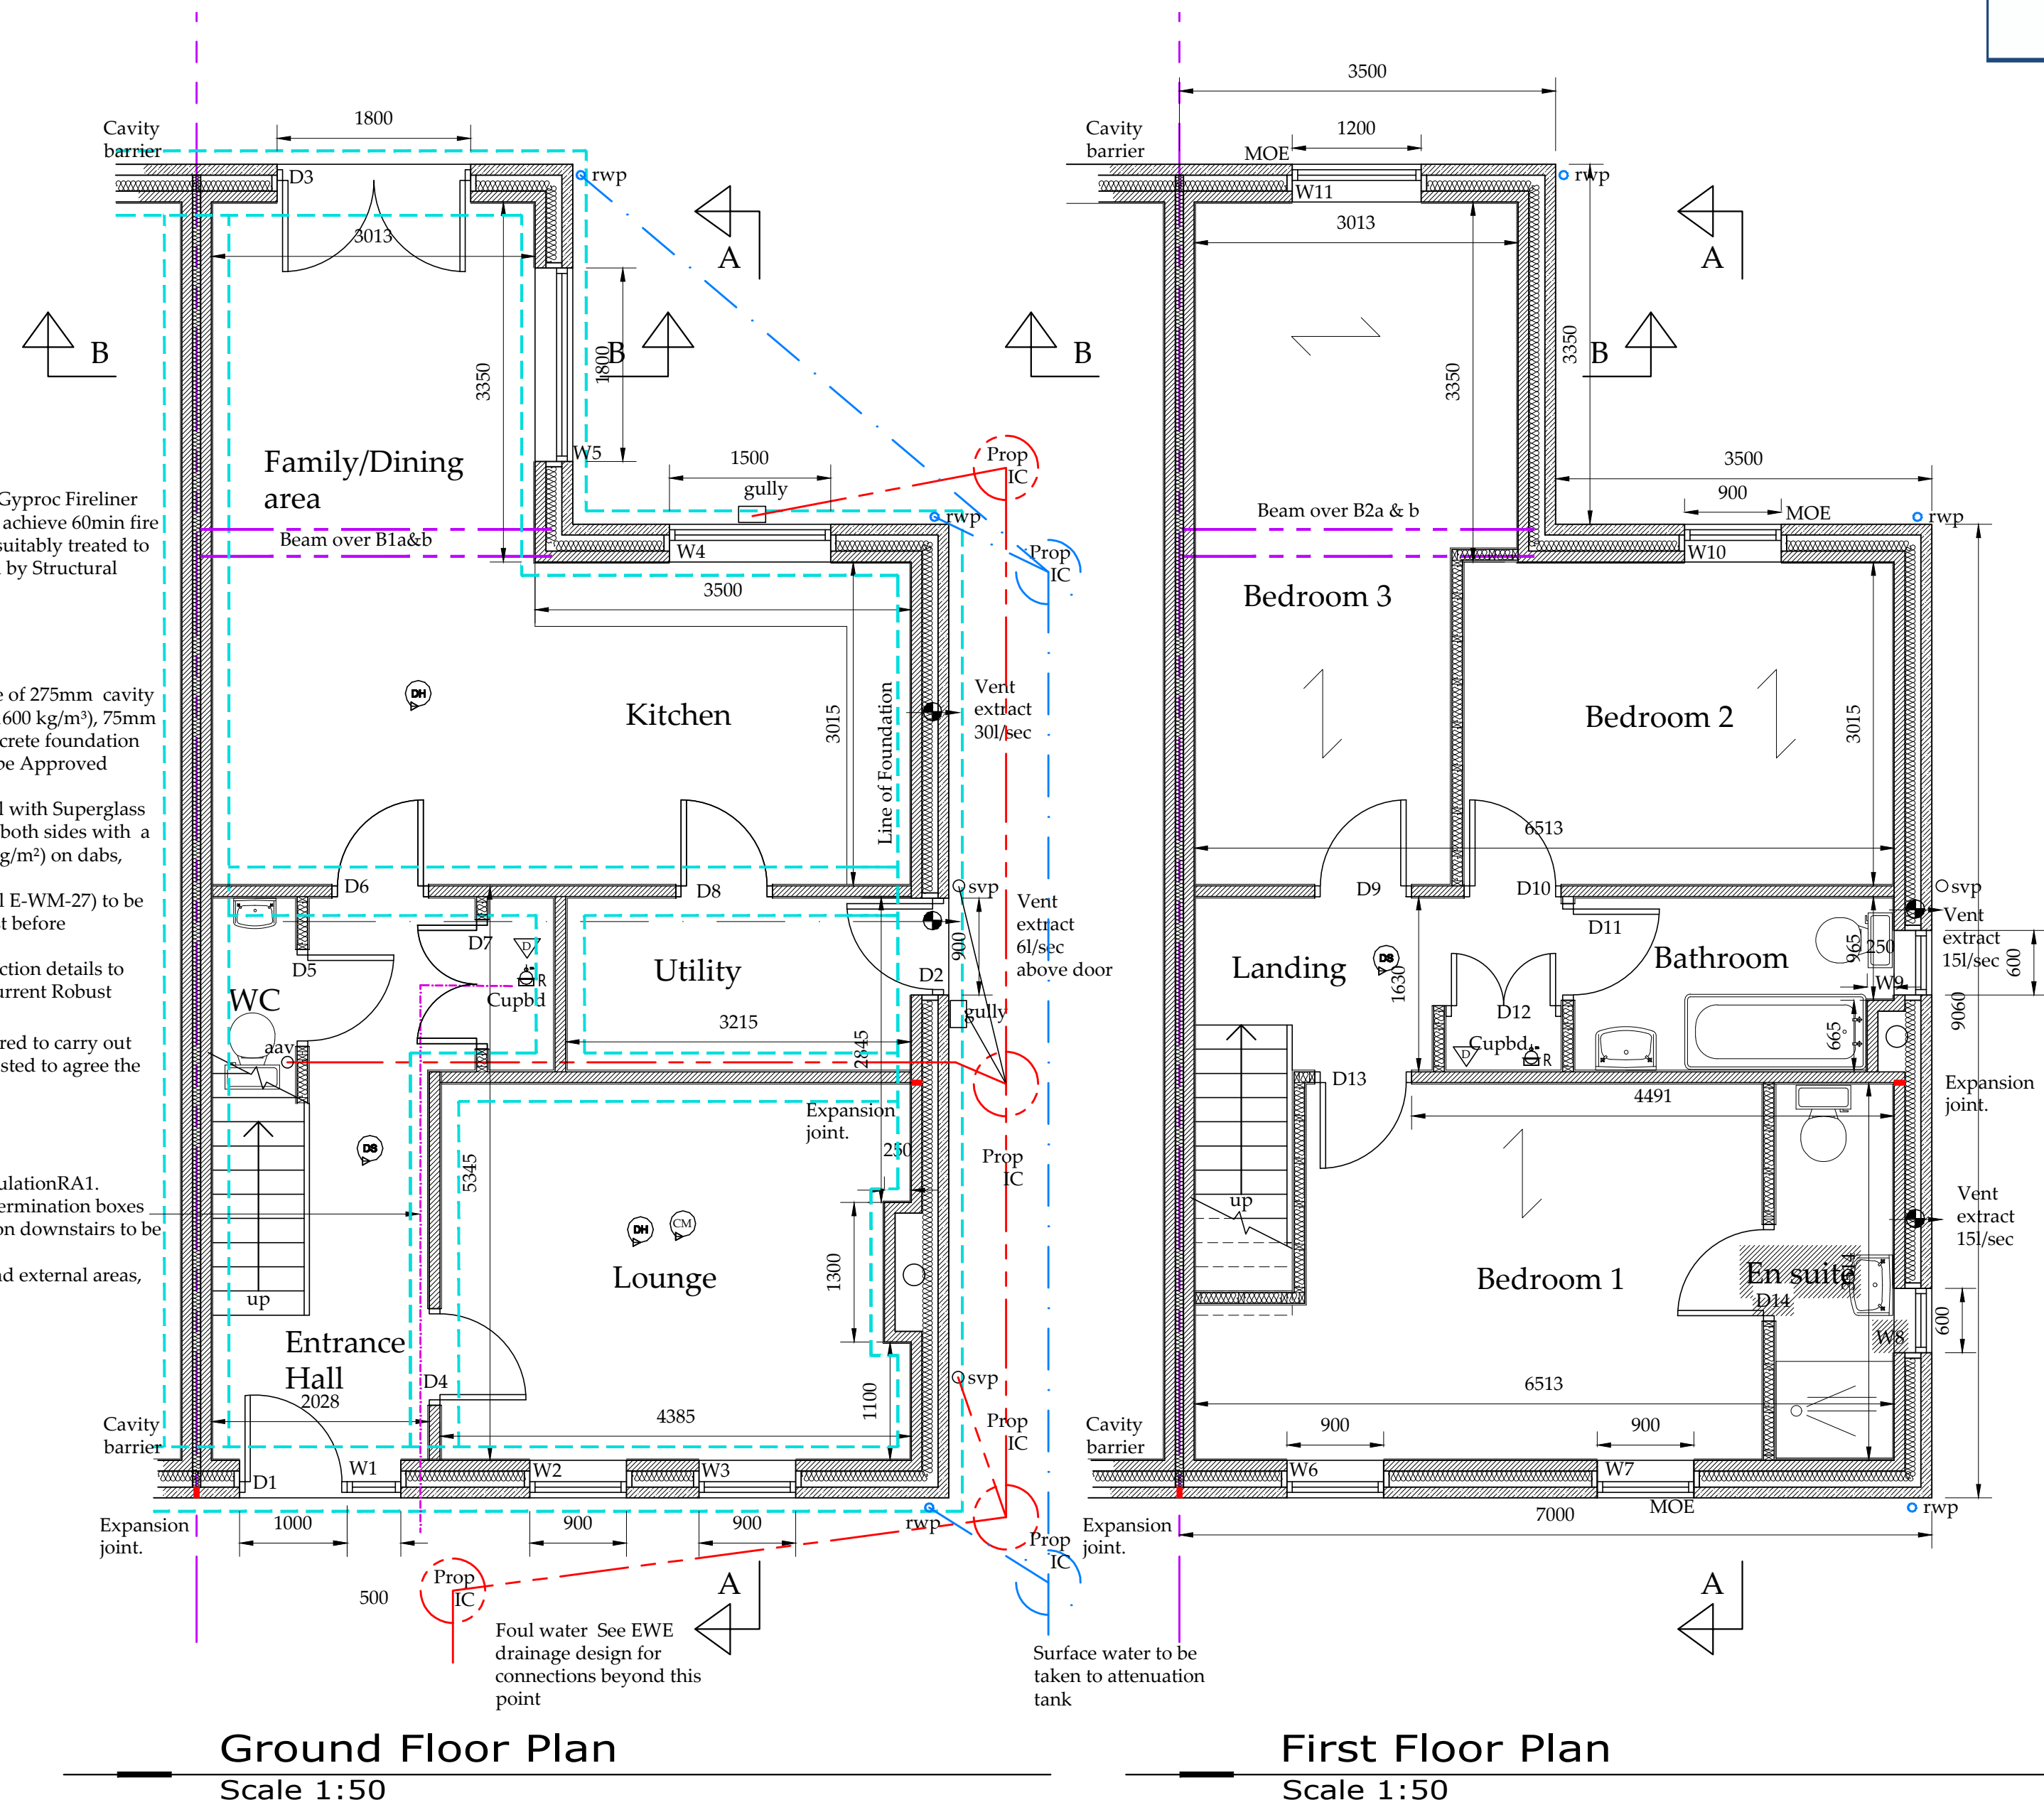 Gyproc Fireliner
achieve 60min fire
suitably treated to
by Structural
e of 275mm cavity
600 kg/m³), 75mm
crete foundation
be Approved
l with Superglass
both sides with a
g/m²) on dabs,
l E-WM-27) to be
t before
ction details to
urrent Robust
red to carry out
sted to agree the
ulationRA1.
ermination boxes
on downstairs to be
d external areas,
Cavity
barrier
1800
D3
rwp
3013
A
B
B
1800
3350
W5
Family/Dining
area
1500
gully
W4
rwp
Beam over B1a&b
3500
Prop
IC
Prop
IC
DH
Kitchen
3015
Line of Foundation
Vent
extract
30l/sec
D6
D8
svp
D7
D
R
Cupbd
D5
WC
aav
Utility
3215
2845
900
D2
gully
Vent
extract
6l/sec
above door
Expansion
joint.
250
Prop
IC
DS
up
5345
DH
CM
Lounge
1300
1100
Entrance
Hall
2028
D4
4385
svp
Prop
IC
Cavity
barrier
D1
W1
W2
W3
Expansion
joint.
1000
500
900
900
rwp
Prop
IC
Prop
IC
A
Foul water See EWE
drainage design for
connections beyond this
point
Surface water to be
taken to attenuation
tank
Ground Floor Plan
Scale 1:50
3500
Cavity
barrier
MOE
1200
W11
rwp
3013
A
B
B
3350
3350
3500
900
MOE
W10
rwp
Beam over B2a & b
Bedroom 3
Bedroom 2
3015
6513
D9
D10
svp
D11
Landing
DS
1630
Bathroom
965
250
W9
Vent
extract
15l/sec
600
9060
D12
Cupbd
D
R
665
D13
4491
Expansion
joint.
up
Bedroom 1
En suite
D14
W8
600
Vent
extract
15l/sec
6513
Cavity
barrier
900
900
W6
W7
MOE
rwp
Expansion
joint.
7000
A
First Floor Plan
Scale 1:50